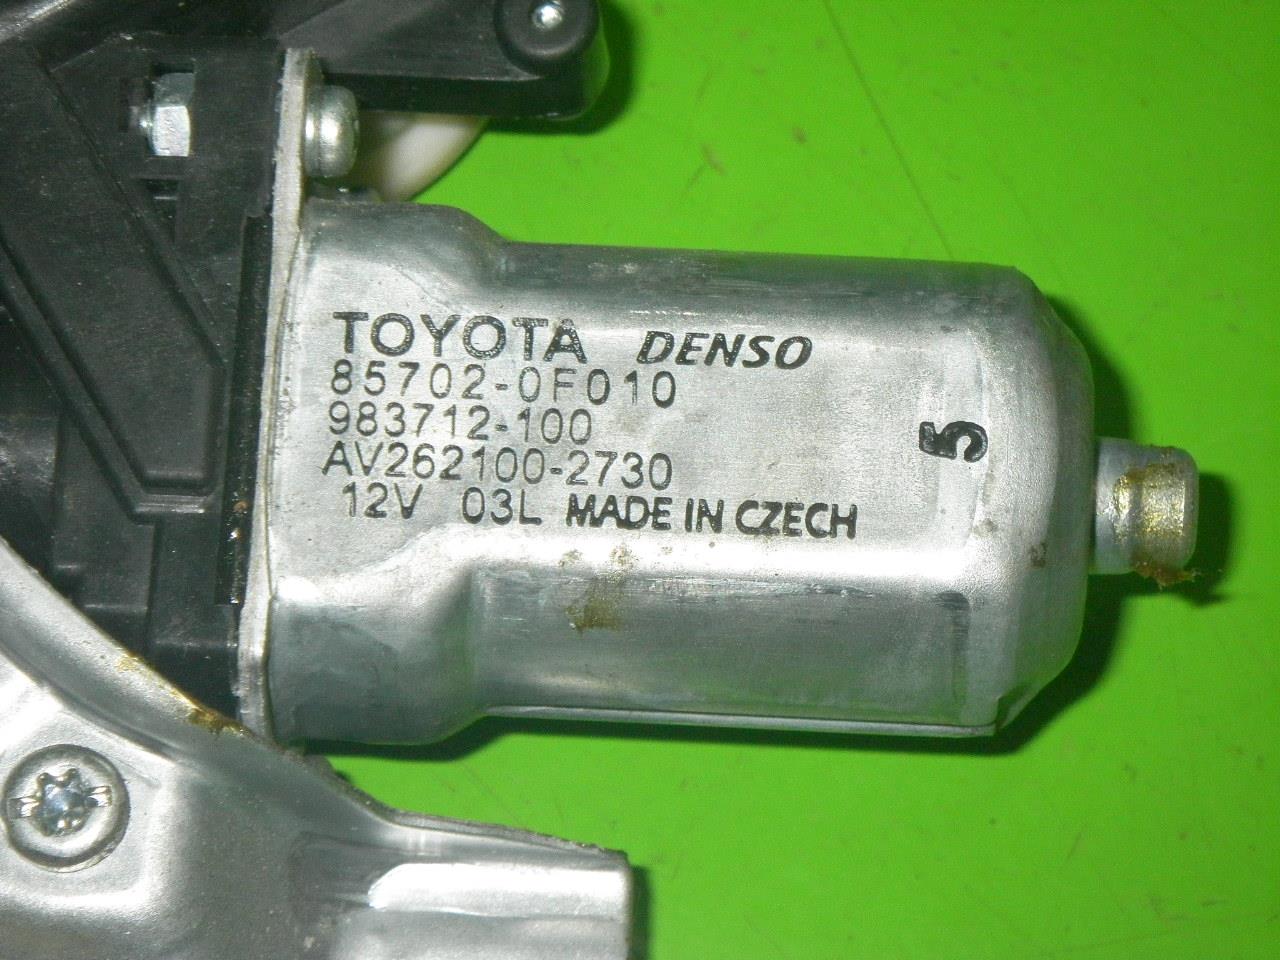 TOYOTA DENSO
85702-0F010
983712-100
AV262100-2730
12V 03L MADE IN CZECH
5